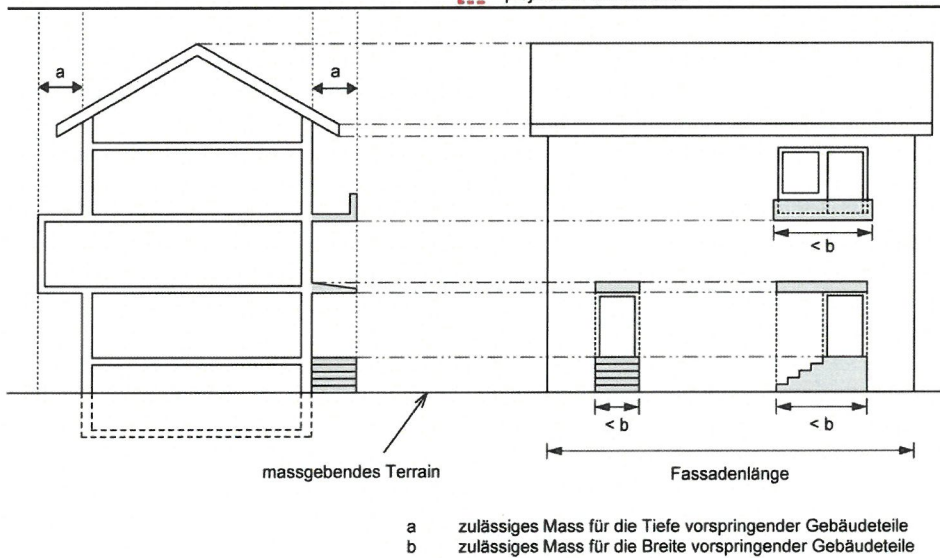 a
a
< b
< b
< b
massgebendes Terrain
Fassadenlänge
a zulässiges Mass für die Tiefe vorspringender Gebäudeteile
b zulässiges Mass für die Breite vorspringender Gebäudeteile